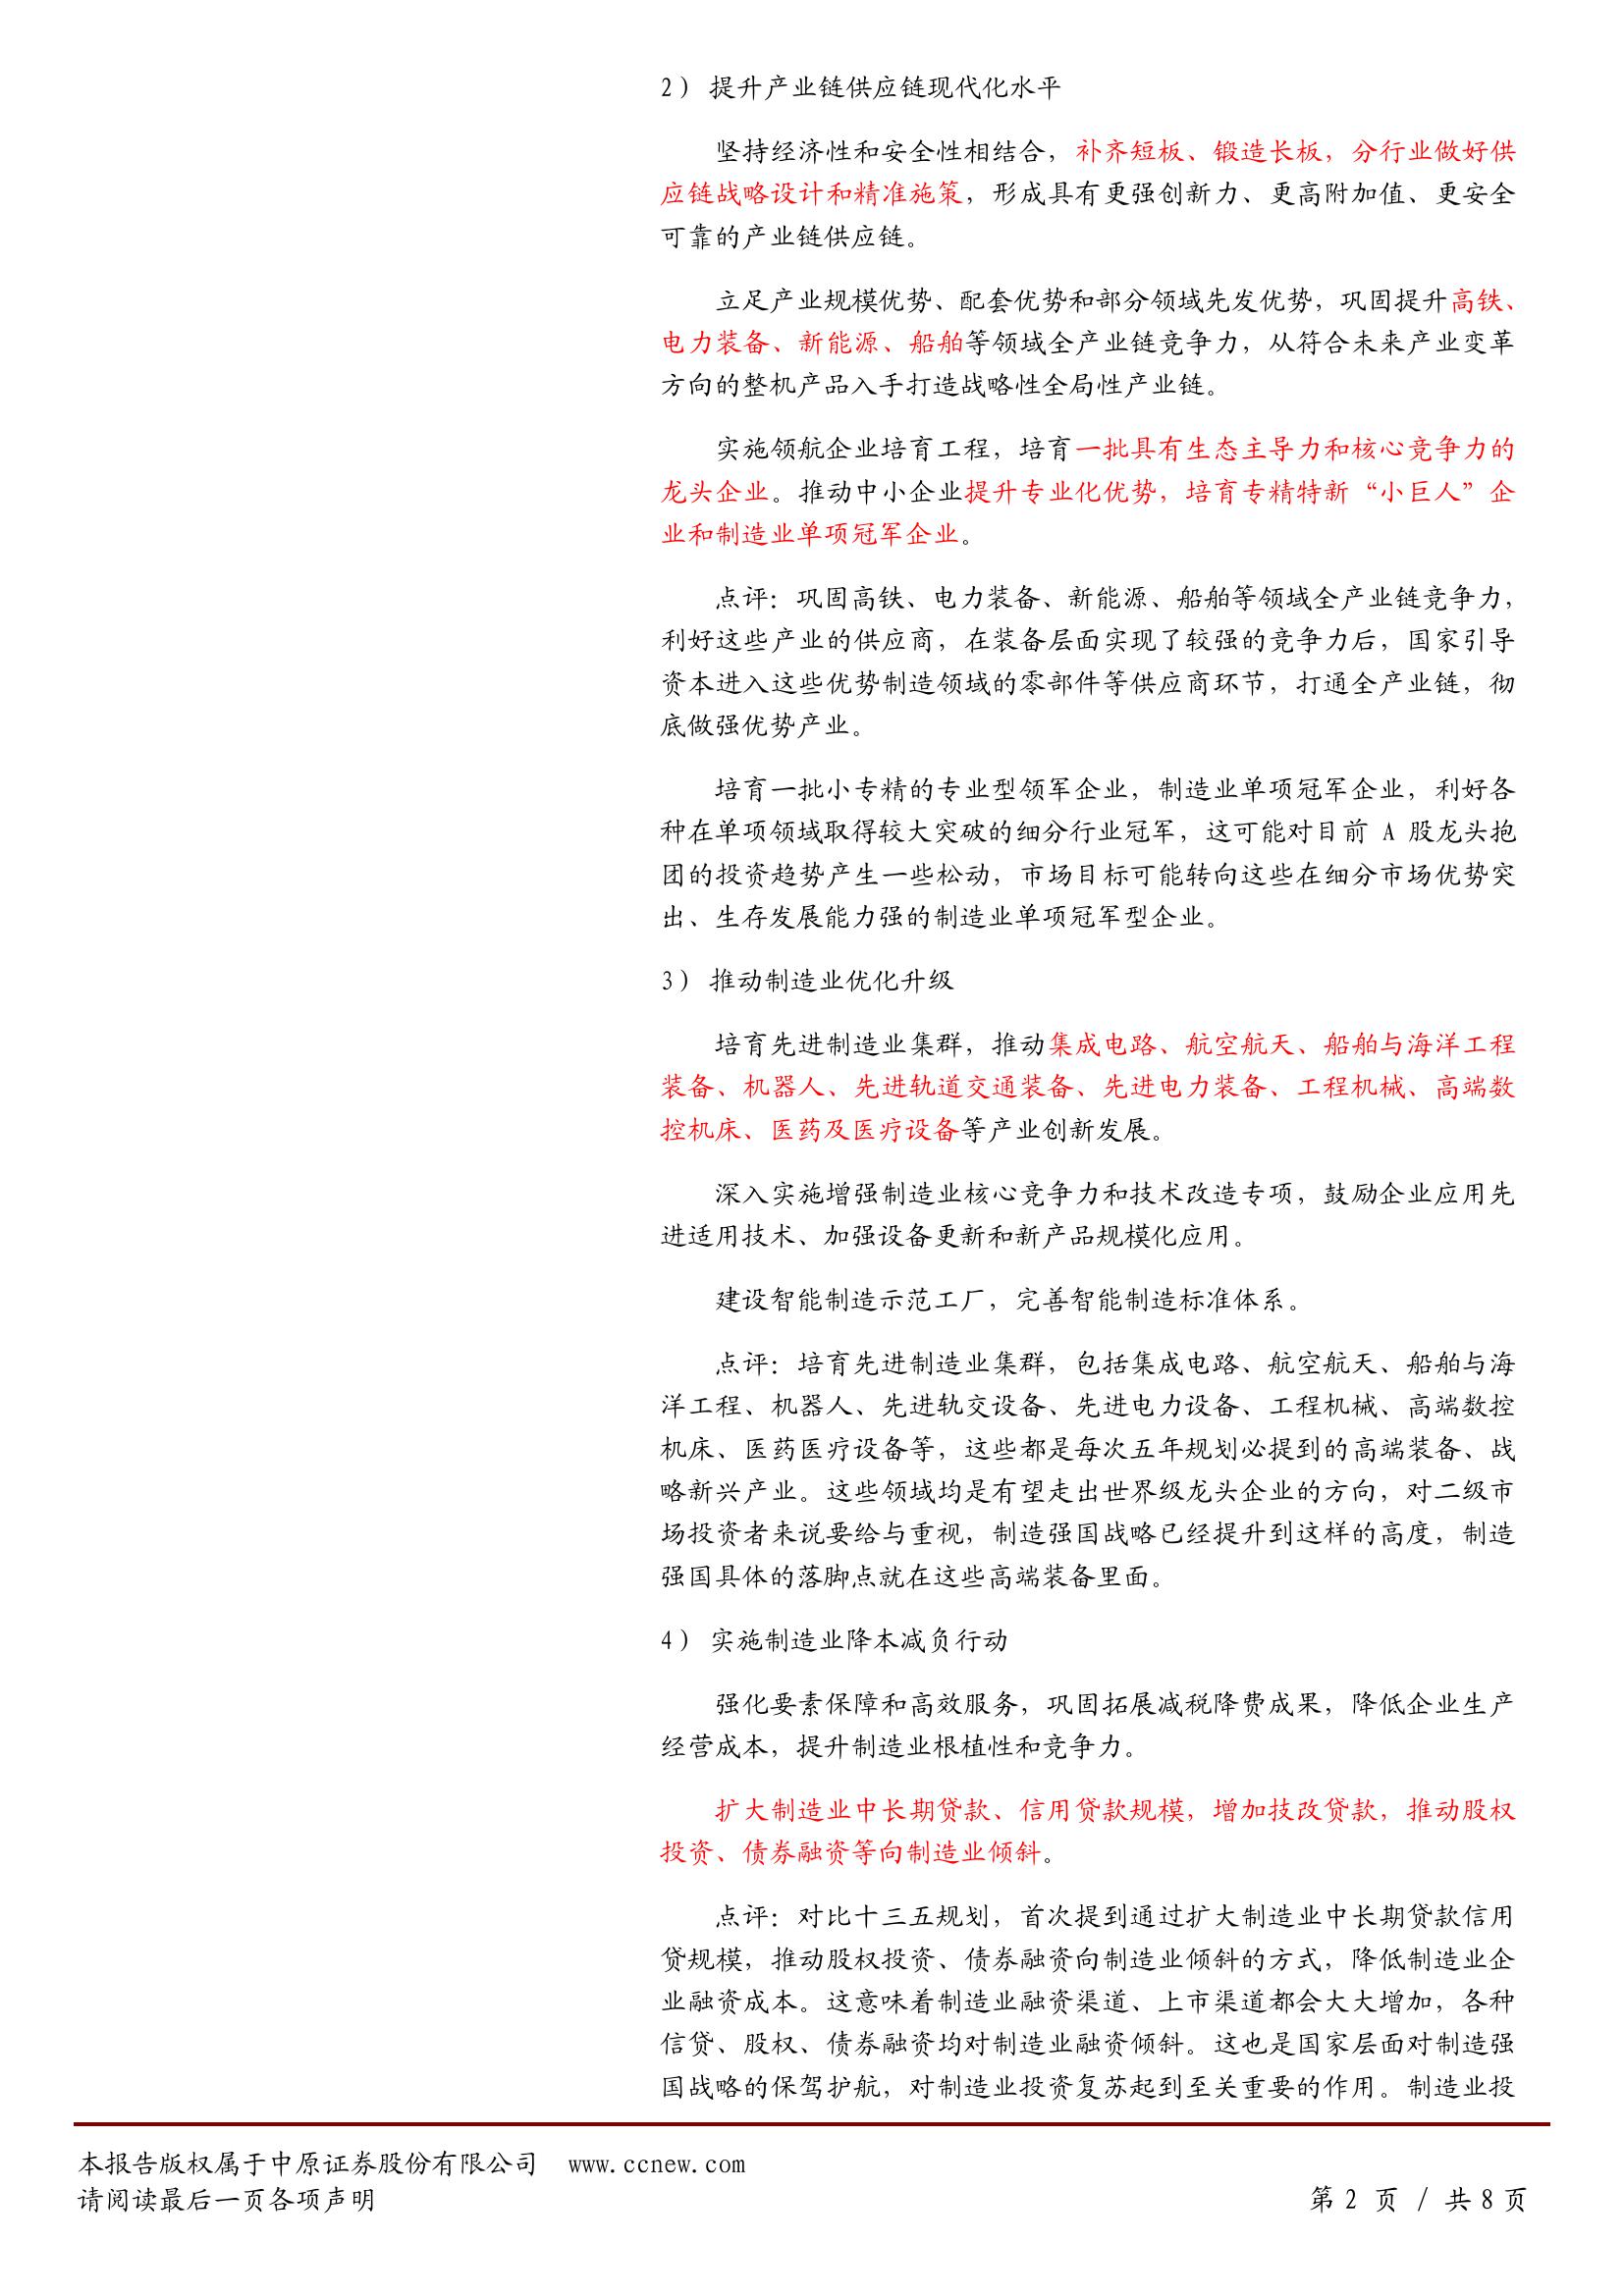 2） 提升产业链供应链现代化水平
坚持经济性和安全性相结合，补齐短板、锻造长板，分行业做好供
应链战略设计和精准施策，形成具有更强创新力、更高附加值、更安全
可靠的产业链供应链。
立足产业规模优势、配套优势和部分领域先发优势，巩固提升高铁、
电力装备、新能源、船舶等领域全产业链竞争力，从符合未来产业变革
方向的整机产品入手打造战略性全局性产业链。
实施领航企业培育工程，培育一批具有生态主导力和核心竞争力的
龙头企业。推动中小企业提升专业化优势，培育专精特新“小巨人”企
业和制造业单项冠军企业。
点评：巩固高铁、电力装备、新能源、船舶等领域全产业链竞争力，
利好这些产业的供应商，在装备层面实现了较强的竞争力后，国家引导
资本进入这些优势制造领域的零部件等供应商环节，打通全产业链，彻
底做强优势产业。
培育一批小专精的专业型领军企业，制造业单项冠军企业，利好各
种在单项领域取得较大突破的细分行业冠军，这可能对目前 A 股龙头抱
团的投资趋势产生一些松动，市场目标可能转向这些在细分市场优势突
出、生存发展能力强的制造业单项冠军型企业。
3） 推动制造业优化升级
培育先进制造业集群，推动集成电路、航空航天、船舶与海洋工程
装备、机器人、先进轨道交通装备、先进电力装备、工程机械、高端数
控机床、医药及医疗设备等产业创新发展。
深入实施增强制造业核心竞争力和技术改造专项，鼓励企业应用先
进适用技术、加强设备更新和新产品规模化应用。
建设智能制造示范工厂，完善智能制造标准体系。
点评：培育先进制造业集群，包括集成电路、航空航天、船舶与海
洋工程、机器人、先进轨交设备、先进电力设备、工程机械、高端数控
机床、医药医疗设备等，这些都是每次五年规划必提到的高端装备、战
略新兴产业。这些领域均是有望走出世界级龙头企业的方向，对二级市
场投资者来说要给与重视，制造强国战略已经提升到这样的高度，制造
强国具体的落脚点就在这些高端装备里面。
4） 实施制造业降本减负行动
强化要素保障和高效服务，巩固拓展减税降费成果，降低企业生产
经营成本，提升制造业根植性和竞争力。
扩大制造业中长期贷款、信用贷款规模，增加技改贷款，推动股权
投资、债券融资等向制造业倾斜。
点评：对比十三五规划，首次提到通过扩大制造业中长期贷款信用
贷规模，推动股权投资、债券融资向制造业倾斜的方式，降低制造业企
业融资成本。这意味着制造业融资渠道、上市渠道都会大大增加，各种
信贷、股权、债券融资均对制造业融资倾斜。这也是国家层面对制造强
国战略的保驾护航，对制造业投资复苏起到至关重要的作用。制造业投
本报告版权属于中原证券股份有限公司 www.ccnew.com
请阅读最后一页各项声明
第 2 页 / 共 8 页